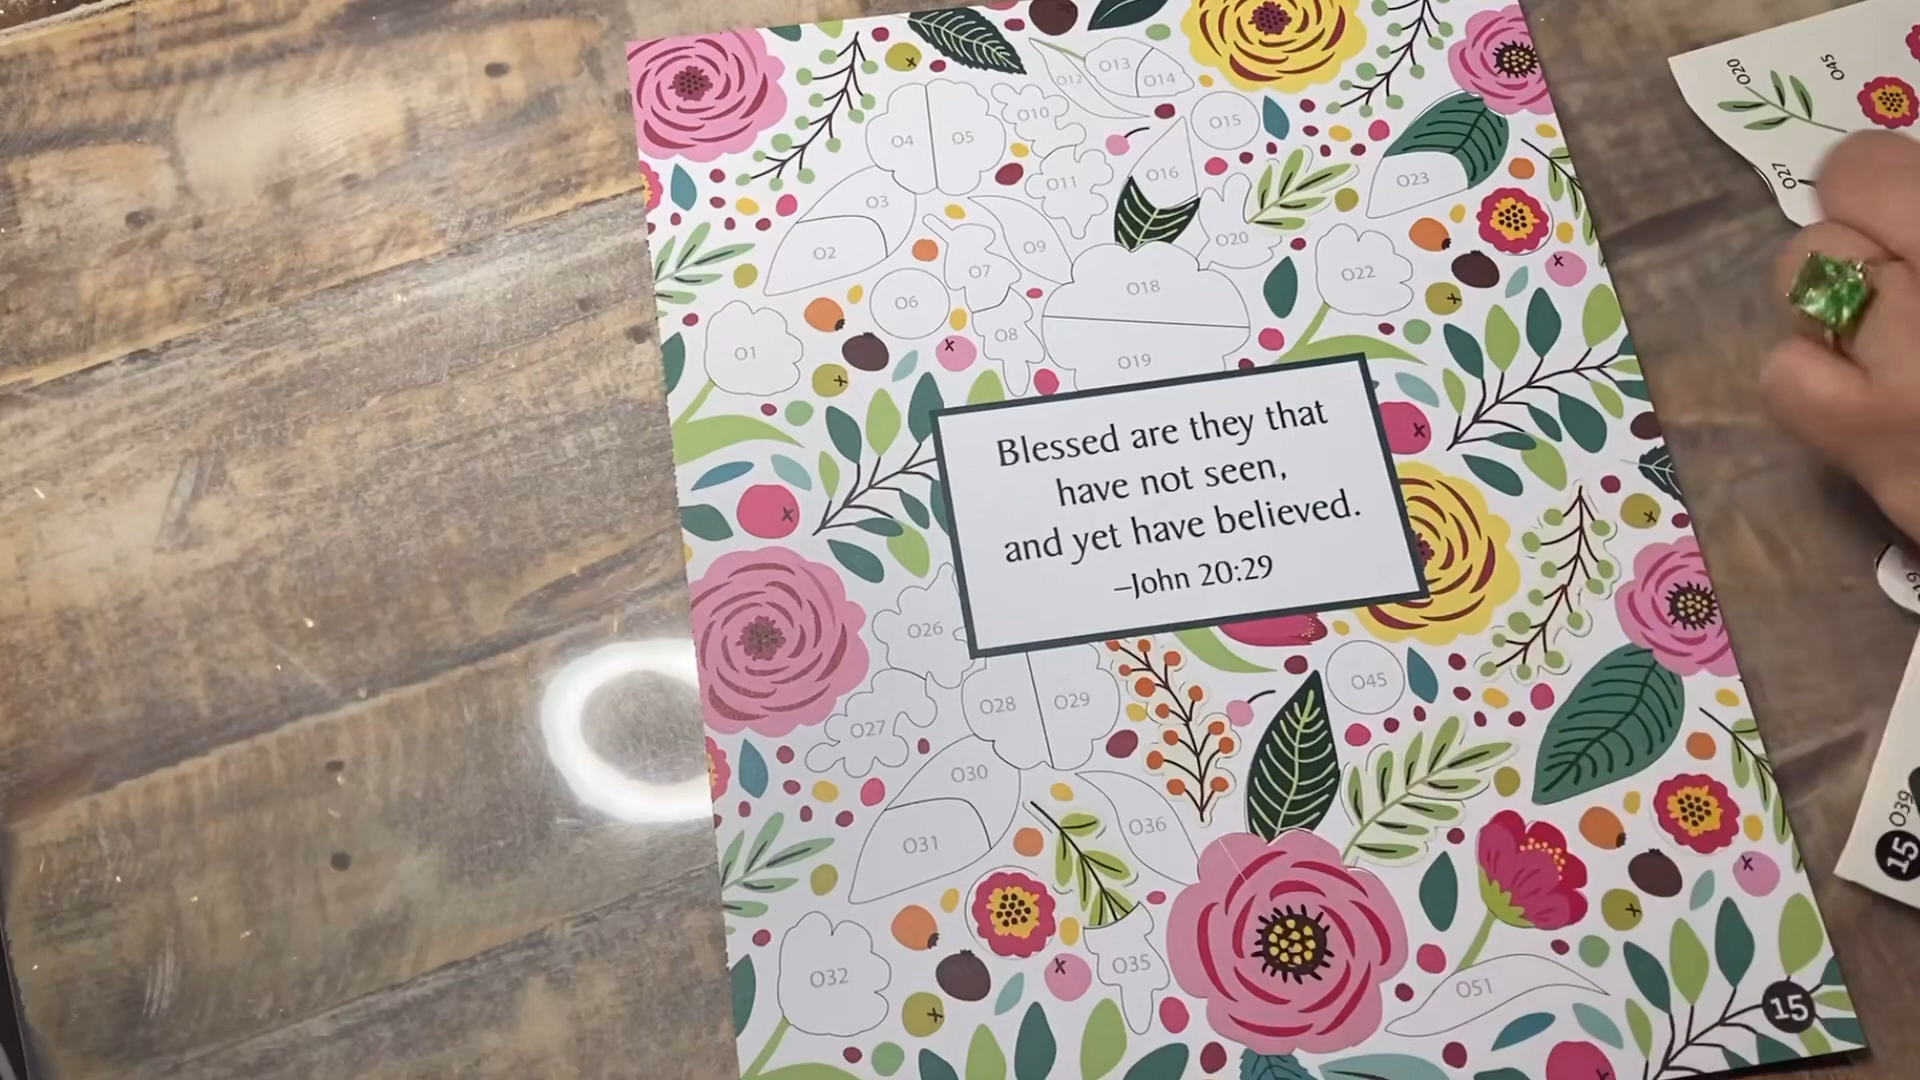 O12
O13
O14
O10
O4
O5
O15
O11
O16
O3
O23
O2
O9
O20
O7
O22
O6
O18
O8
O1
O19
Blessed are they that
have not seen,
and yet have believed.
–John 20:29
O26
O45
O28
O29
O27
O30
O36
O31
O35
O32
O51
15
O20
O45
O27
O39
15